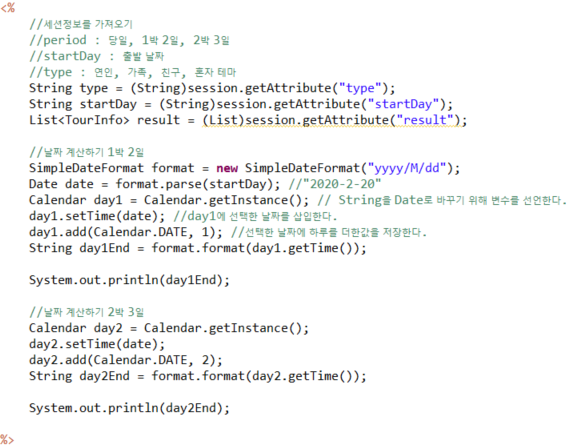 <%
//세션정보를 가져오기
//period : 당일, 1박 2일, 2박 3일
//startDay : 출발 날짜
//type : 연인, 가족, 친구, 혼자 테마
String type = (String)session.getAttribute("type");
String startDay = (String)session.getAttribute("startDay");
List<TourInfo> result = (List)session.getAttribute("result");
//날짜 계산하기 1박 2일
SimpleDateFormat format = new SimpleDateFormat("yyyy/M/dd");
Date date = format.parse(startDay); //"2020-2-20"
Calendar day1 = Calendar.getInstance(); // String을 Date로 바꾸기 위해 변수를 선언한다.
day1.setTime(date); //day1에 선택한 날짜를 삽입한다.
day1.add(Calendar.DATE, 1); //선택한 날짜에 하루를 더한값을 저장한다.
String day1End = format.format(day1.getTime());
System.out.println(day1End);
//날짜 계산하기 2박 3일
Calendar day2 = Calendar.getInstance();
day2.setTime(date);
day2.add(Calendar.DATE, 2);
String day2End = format.format(day2.getTime());
System.out.println(day2End);
%>